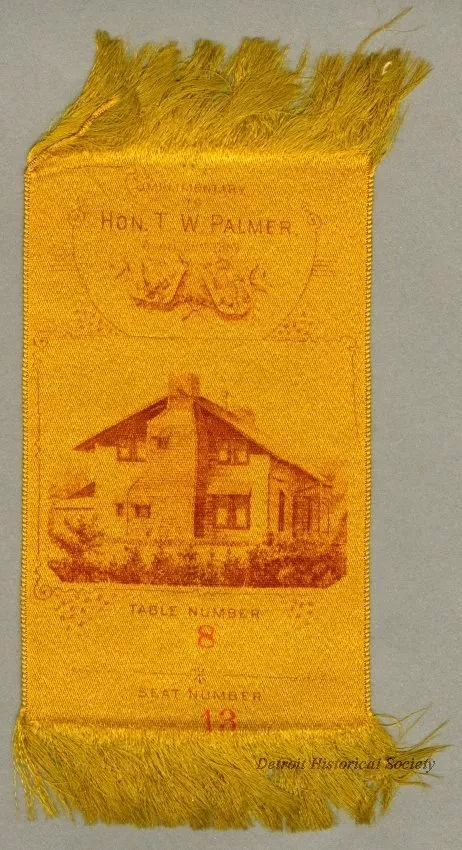 COMPLIMENTARY
TO
HON. T. W. PALMER.
TABLE NUMBER
8
SEAT NUMBER
13
Detroit Historical Society